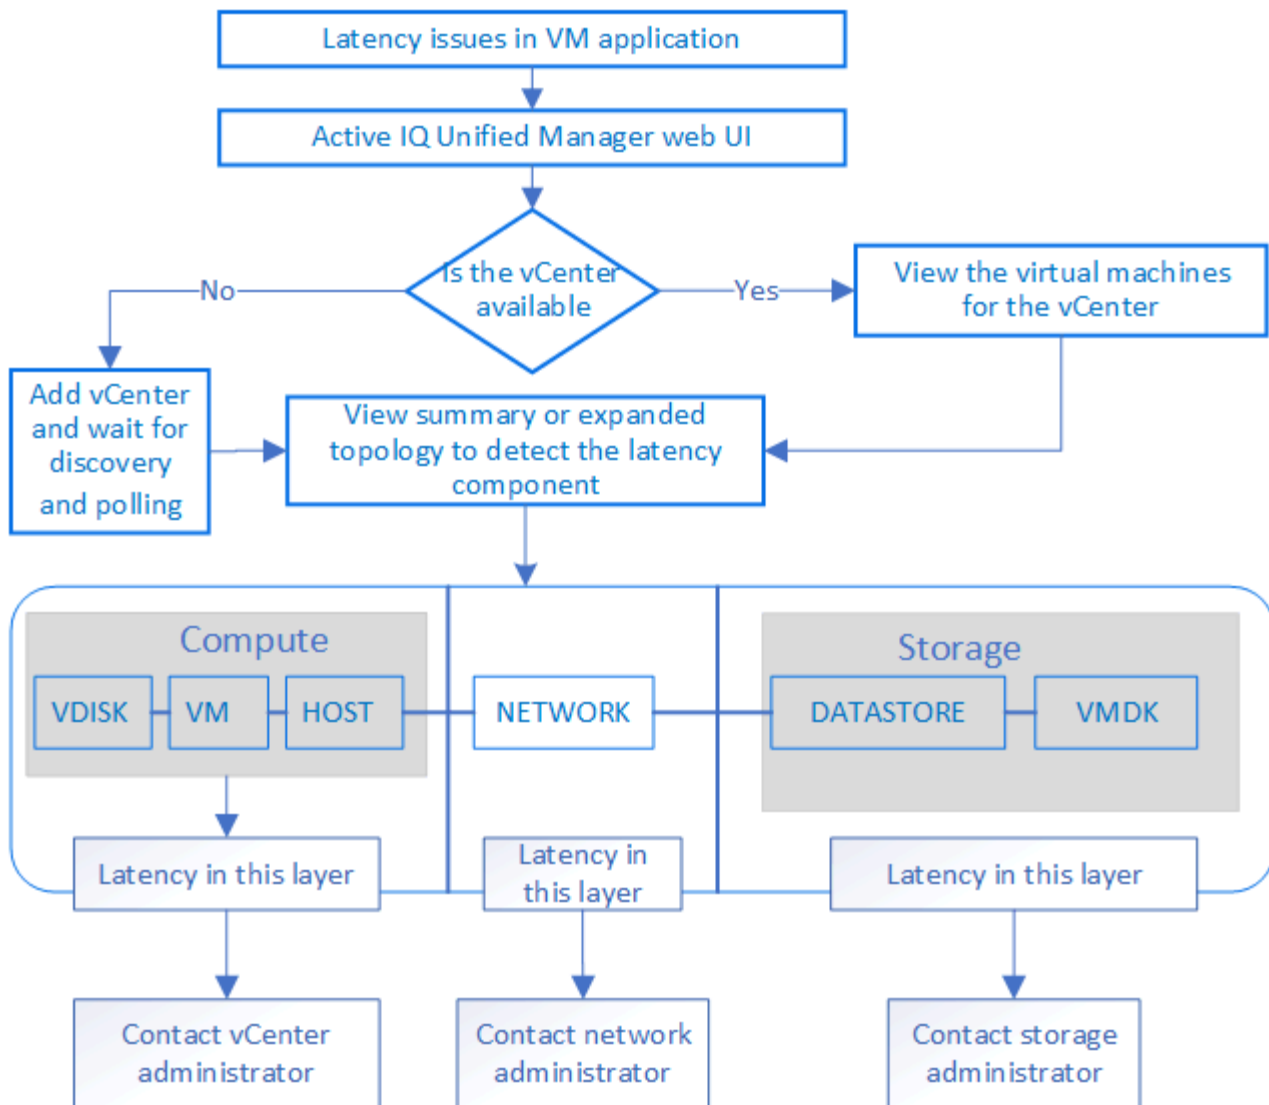 Latency issues in VM application
Active IQ Unified Manager web UI
Is the vCenter
available
No
Yes
View the virtual machines
for the vCenter
Add vCenter
and wait for
discovery
and polling
View summary or expanded
topology to detect the latency
component
Compute
Storage
VDISK
VM
HOST
NETWORK
DATASTORE
VMDK
Latency in this layer
Latency in
this layer
Latency in this layer
Contact vCenter
administrator
Contact network
administrator
Contact storage
administrator